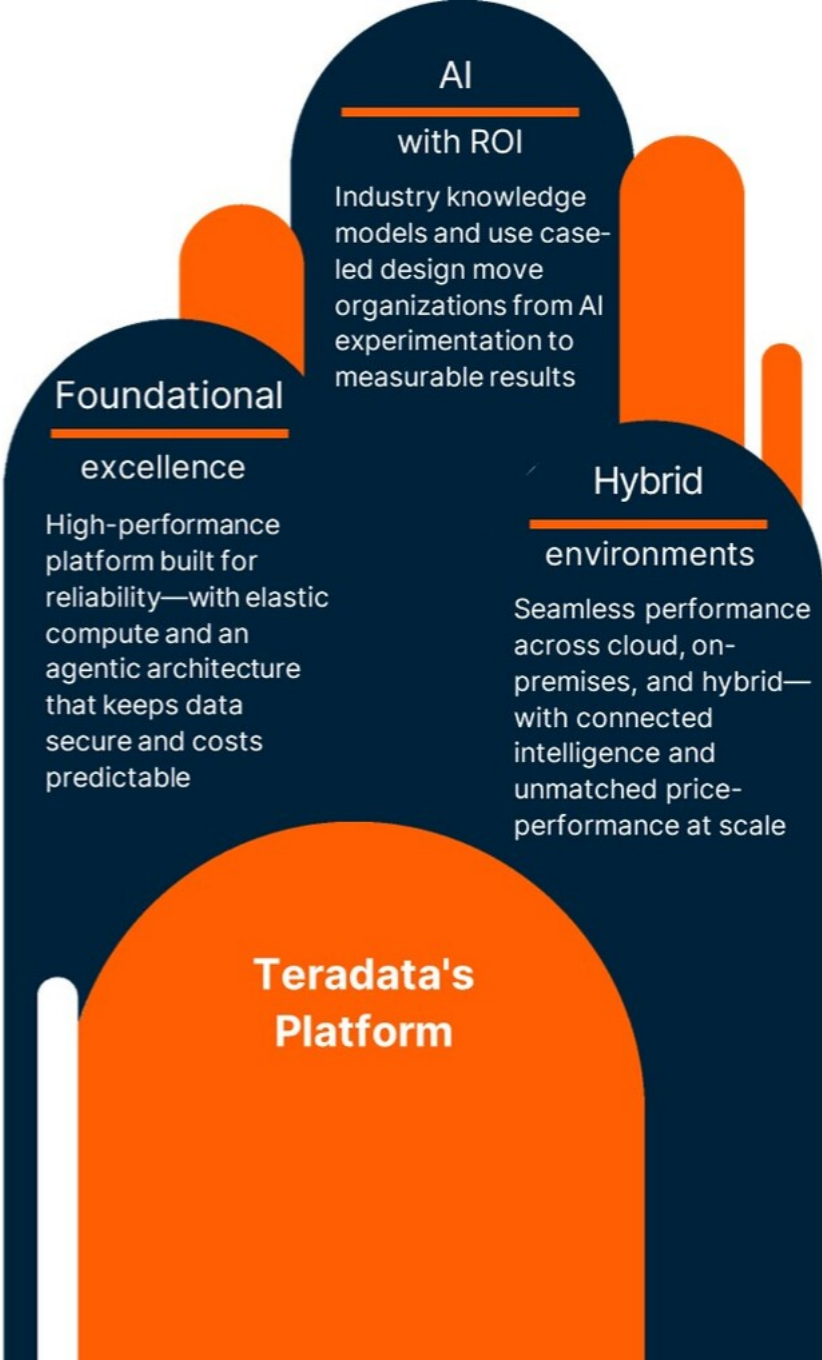 AI
with ROI
Industry knowledge
models and use case-
led design move
organizations from AI
experimentation to
measurable results
Foundational
excellence
High-performance
platform built for
reliability—with elastic
compute and an
agentic architecture
that keeps data
secure and costs
predictable
Hybrid
environments
Seamless performance
across cloud, on-
premises, and hybrid—
with connected
intelligence and
unmatched price-
performance at scale
Teradata's
Platform